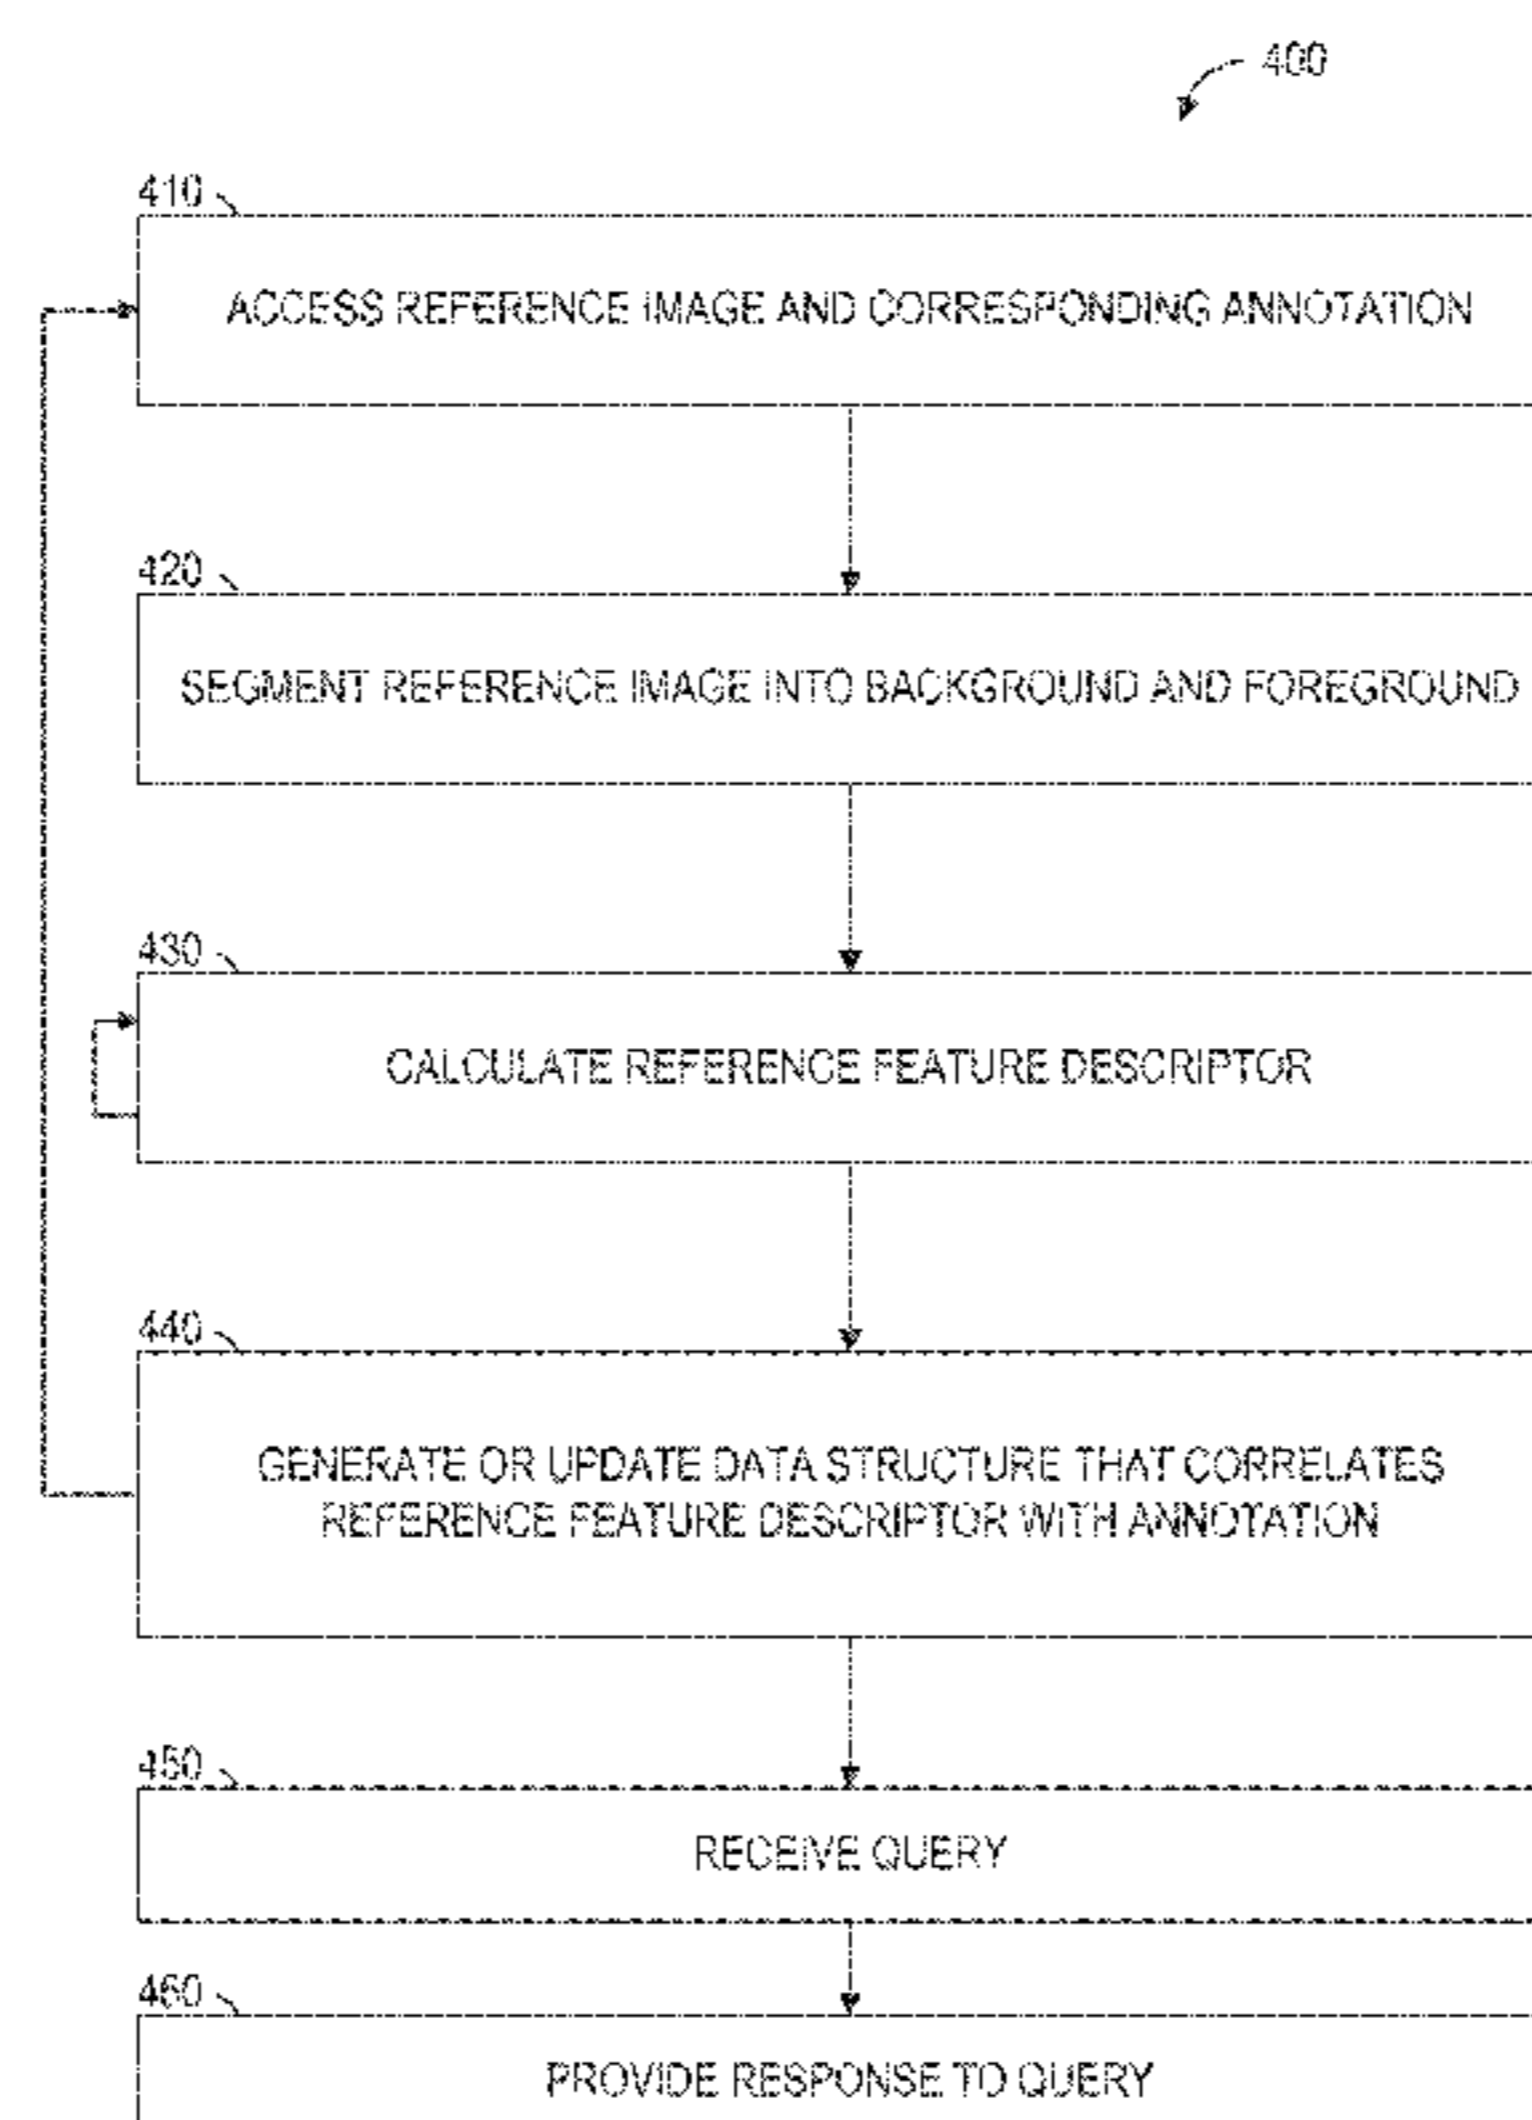 400
410
ACCESS REFERENCE IMAGE AND CORRESPONDING ANNOTATION
420
SEGMENT REFERENCE IMAGE INTO BACKGROUND AND FOREGROUND
430
CALCULATE REFERENCE FEATURE DESCRIPTOR
440
GENERATE OR UPDATE DATA STRUCTURE THAT CORRELATES
REFERENCE FEATURE DESCRIPTOR WITH ANNOTATION
450
RECEIVE QUERY
460
PROVIDE RESPONSE TO QUERY